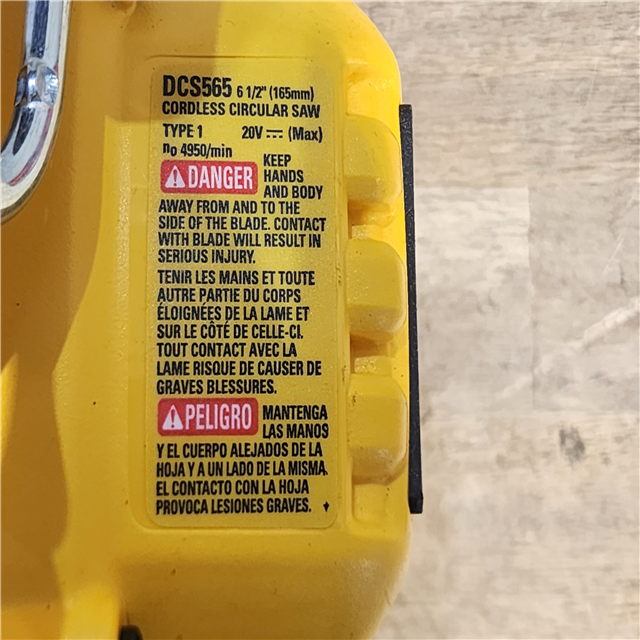 DCS565 6 1/2" (165mm)
CORDLESS CIRCULAR SAW
TYPE 1 20V ⎓ (Max)
no 4950/min
⚠DANGER KEEP
HANDS
AND BODY
AWAY FROM AND TO THE
SIDE OF THE BLADE. CONTACT
WITH BLADE WILL RESULT IN
SERIOUS INJURY.
TENIR LES MAINS ET TOUTE
AUTRE PARTIE DU CORPS
ÉLOIGNÉES DE LA LAME ET
SUR LE CÔTÉ DE CELLE-CI.
TOUT CONTACT AVEC LA
LAME RISQUE DE CAUSER DE
GRAVES BLESSURES.
⚠PELIGRO MANTENGA
LAS MANOS
Y EL CUERPO ALEJADOS DE LA
HOJA Y A UN LADO DE LA MISMA.
EL CONTACTO CON LA HOJA
PROVOCA LESIONES GRAVES.